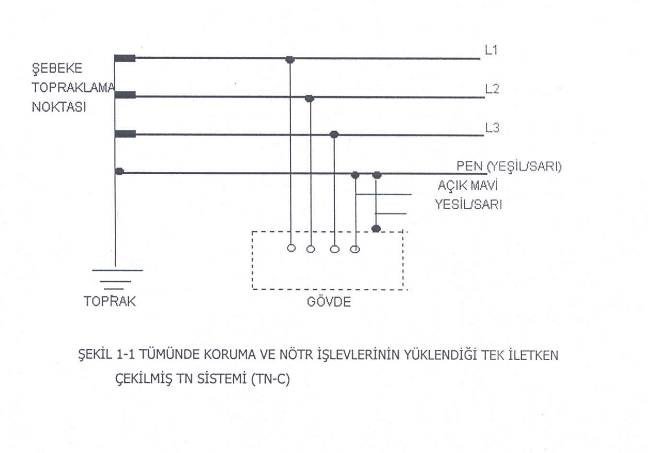 L1
ŞEBEKE
TOPRAKLAMA
NOKTASI
L2
L3
PEN (YEŞİL/SARI)
AÇIK MAVİ
YESİL/SARI
TOPRAK
GÖVDE
ŞEKİL 1-1 TÜMÜNDE KORUMA VE NÖTR İŞLEVLERİNİN YÜKLENDİĞİ TEK İLETKEN
ÇEKİLMİŞ TN SİSTEMİ (TN-C)